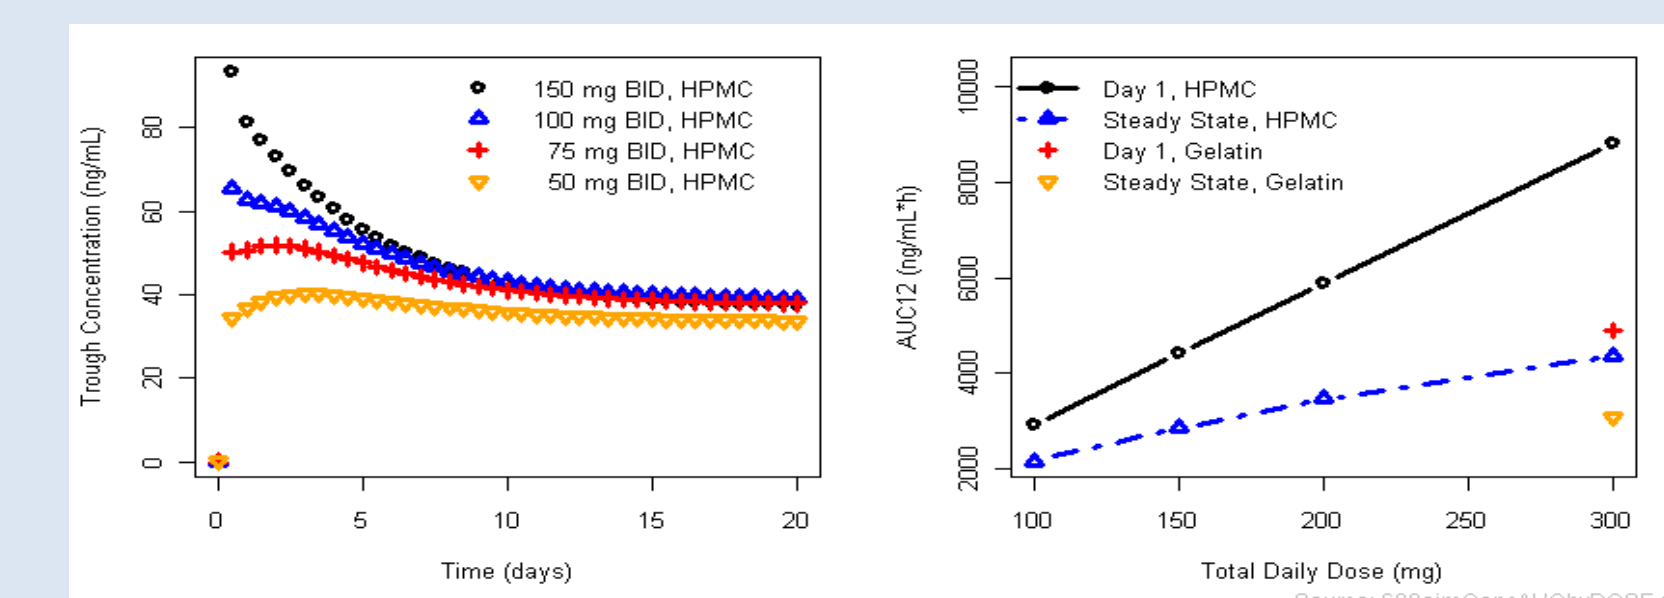 150 mg BID, HPMC
100 mg BID, HPMC
75 mg BID, HPMC
50 mg BID, HPMC
Trough Concentration (ng/mL)
80
60
40
20
0
0 5 10 15 20
Time (days)
Day 1, HPMC
Steady State, HPMC
Day 1, Gelatin
Steady State, Gelatin
AUC12 (ng/mL*h)
10000
8000
6000
4000
2000
100 150 200 250 300
Total Daily Dose (mg)